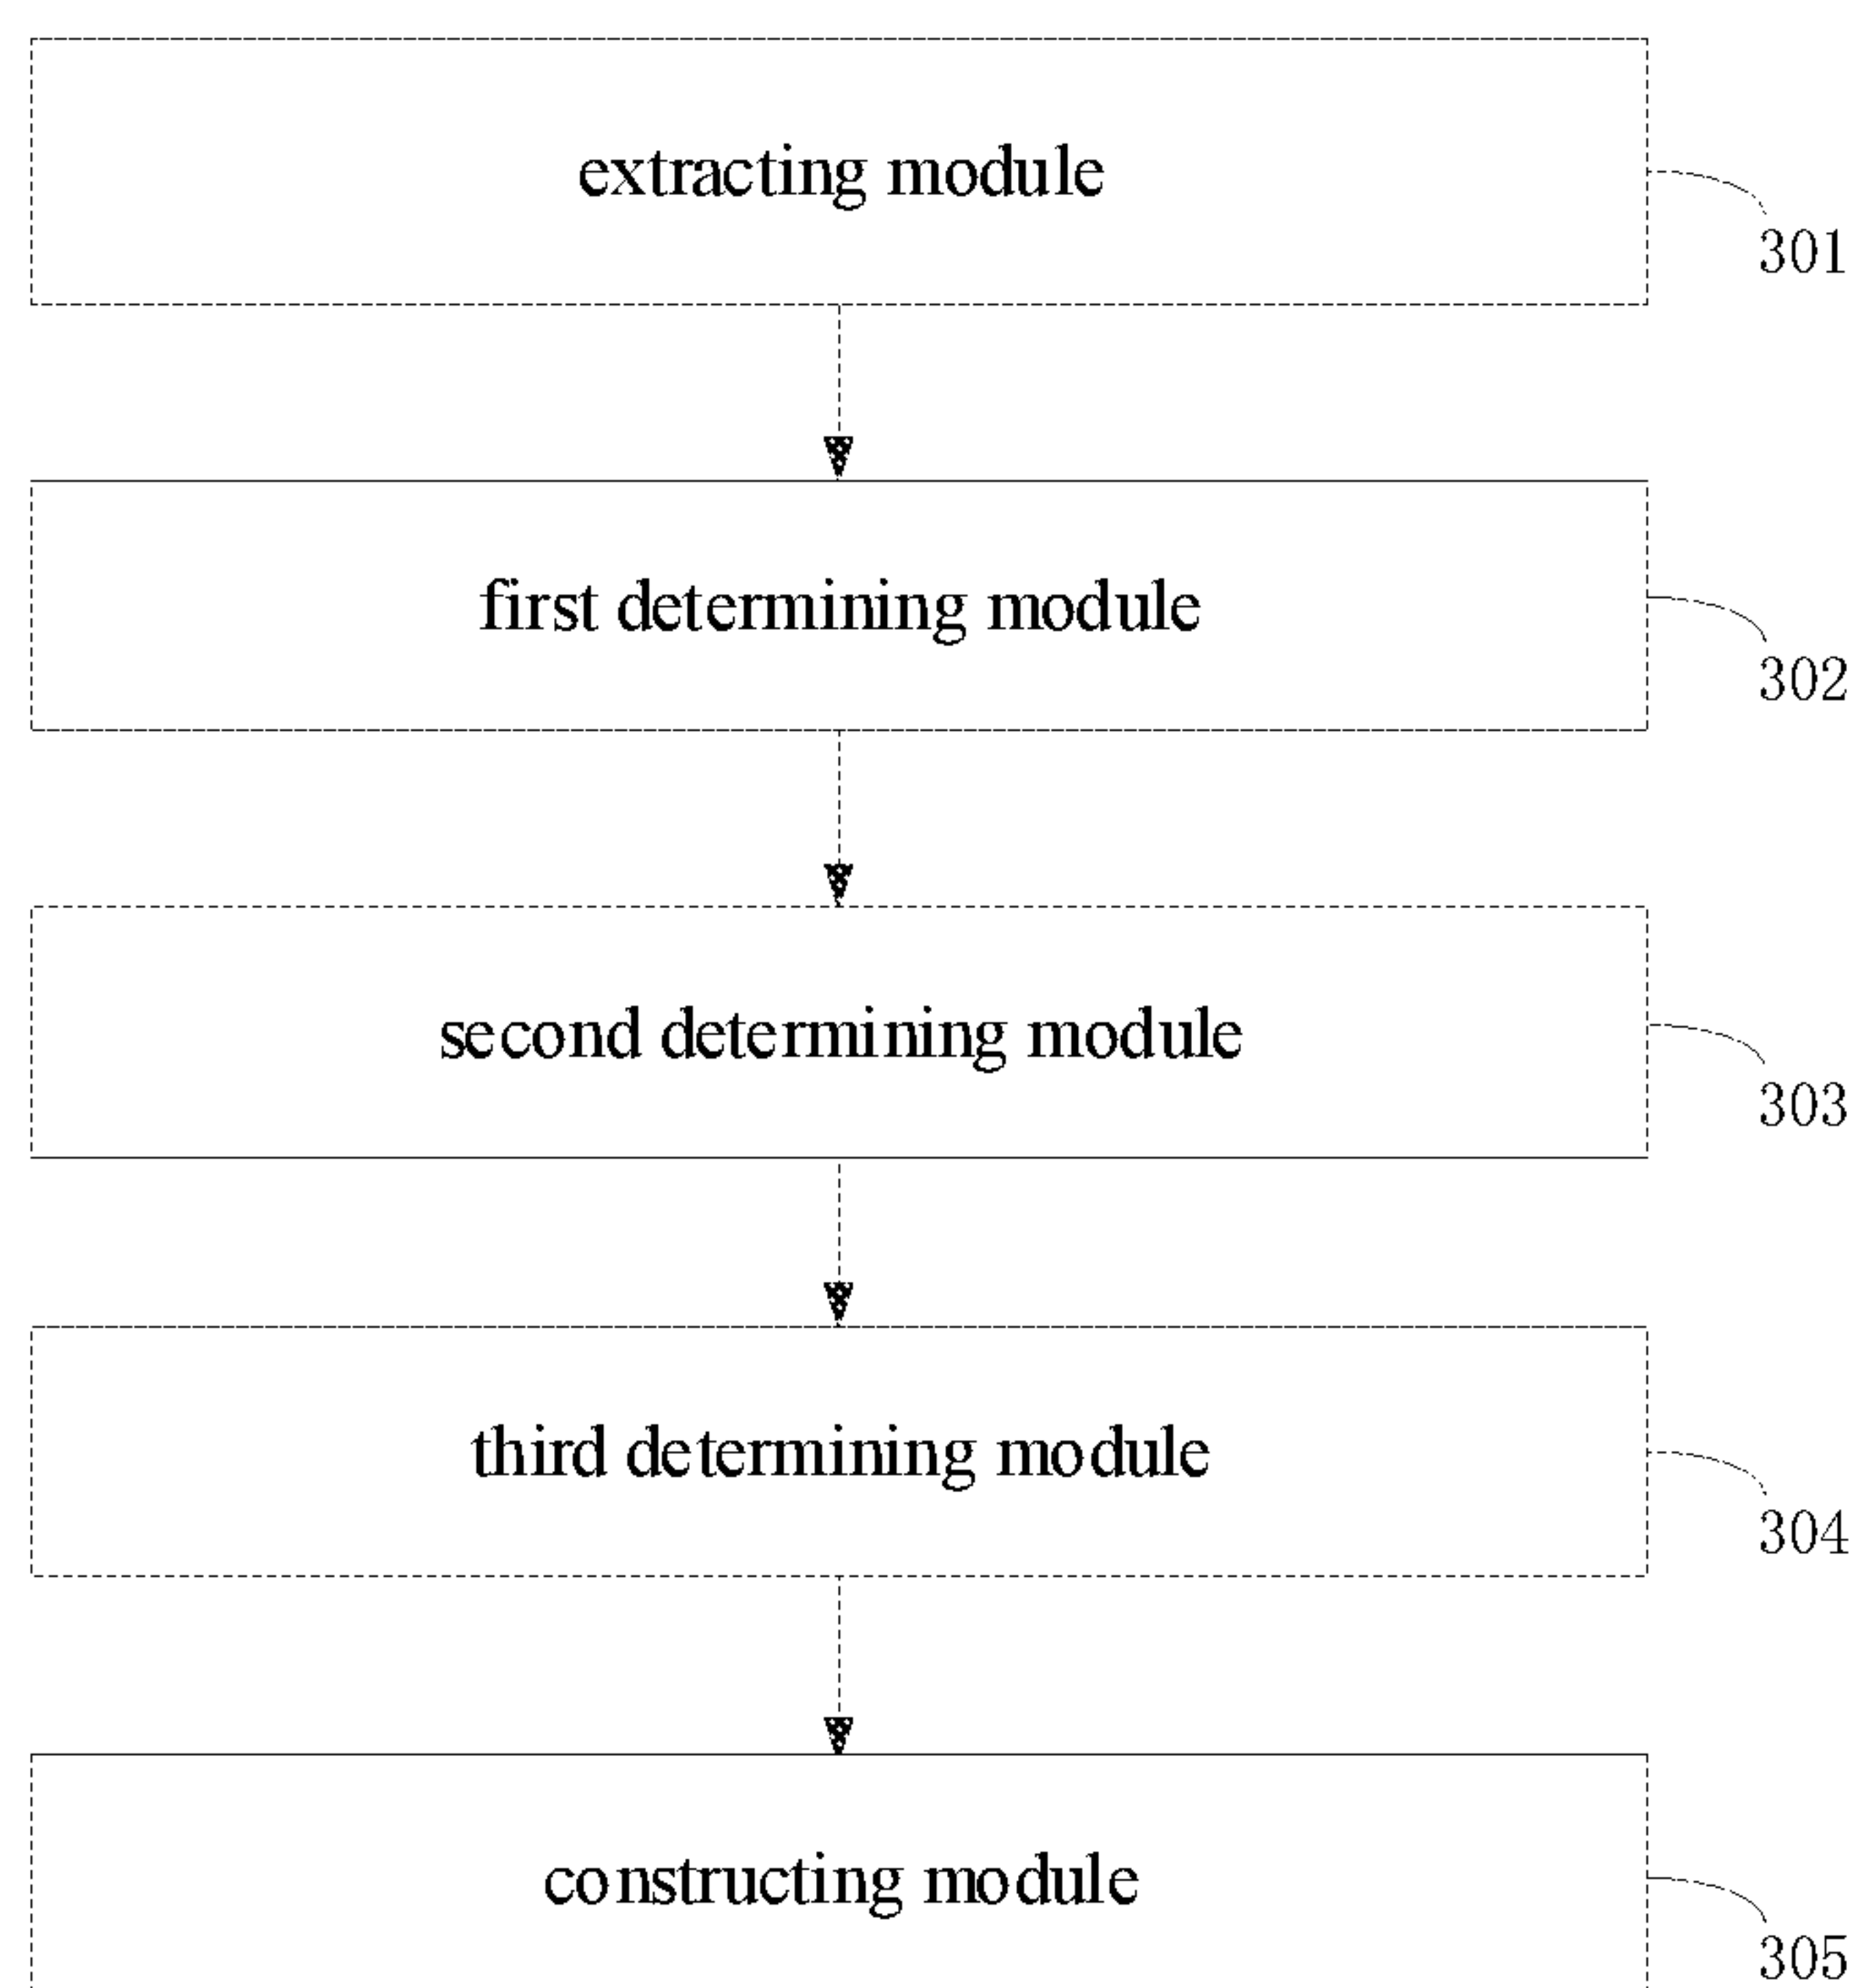 extracting module
301
first determining module
302
second determining module
303
third determining module
304
constructing module
305